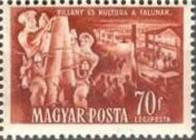 VILLANY ÉS KULTURA A FALUNAK.
MAGYAR POSTA
70f
LÉGIPOSTA